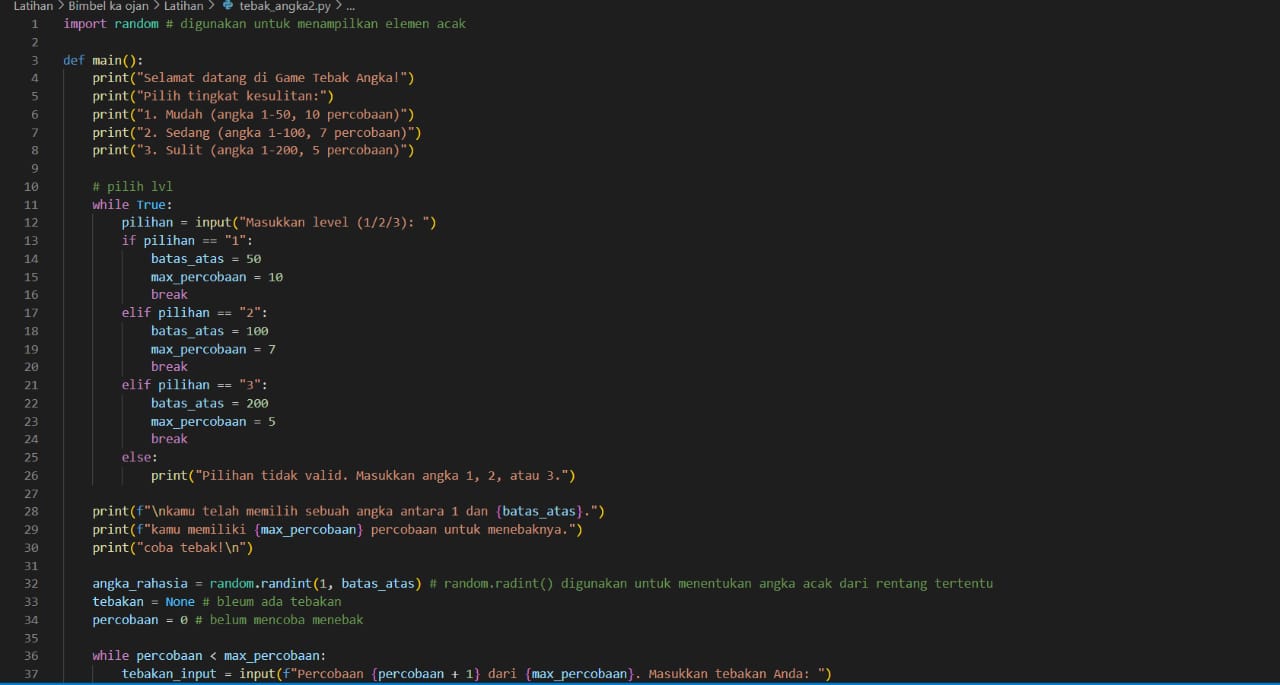 Latihan > Bimbel ka ojan > Latihan > tebak_angka2.py > ...
1 import random # digunakan untuk menampilkan elemen acak
2
3 def main():
4     print("Selamat datang di Game Tebak Angka!")
5     print("Pilih tingkat kesulitan:")
6     print("1. Mudah (angka 1-50, 10 percobaan)")
7     print("2. Sedang (angka 1-100, 7 percobaan)")
8     print("3. Sulit (angka 1-200, 5 percobaan)")
9
10     # pilih lvl
11     while True:
12         pilihan = input("Masukkan level (1/2/3): ")
13         if pilihan == "1":
14             batas_atas = 50
15             max_percobaan = 10
16             break
17         elif pilihan == "2":
18             batas_atas = 100
19             max_percobaan = 7
20             break
21         elif pilihan == "3":
22             batas_atas = 200
23             max_percobaan = 5
24             break
25         else:
26             print("Pilihan tidak valid. Masukkan angka 1, 2, atau 3.")
27
28     print(f"\nkamu telah memilih sebuah angka antara 1 dan {batas_atas}.")
29     print(f"kamu memiliki {max_percobaan} percobaan untuk menebaknya.")
30     print("coba tebak!\n")
31
32     angka_rahasia = random.randint(1, batas_atas) # random.radint() digunakan untuk menentukan angka acak dari rentang tertentu
33     tebakan = None # bleum ada tebakan
34     percobaan = 0 # belum mencoba menebak
35
36     while percobaan < max_percobaan:
37         tebakan_input = input(f"Percobaan {percobaan + 1} dari {max_percobaan}. Masukkan tebakan Anda: ")